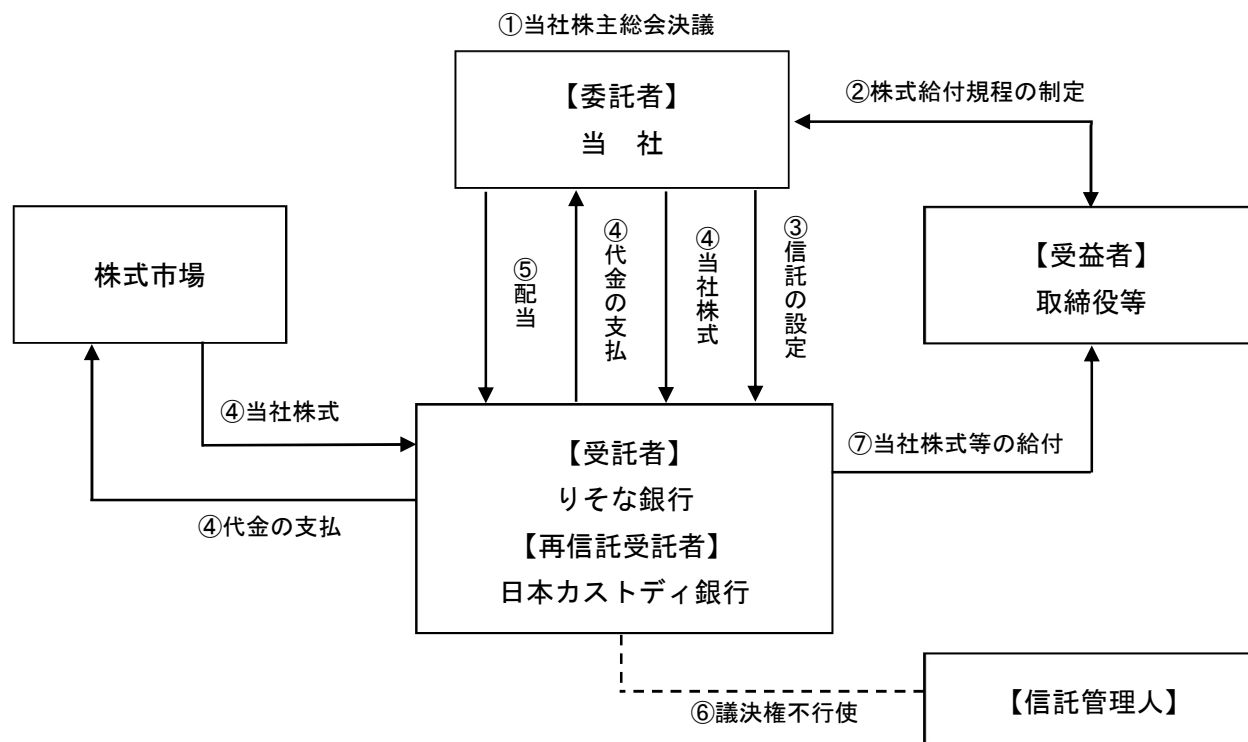 ①当社株主総会決議
【委託者】
当　社
②株式給付規程の制定
株式市場
⑤配当
④代金の支払
④当社株式
③信託の設定
【受益者】
取締役等
④当社株式
④代金の支払
【受託者】
りそな銀行
【再信託受託者】
日本カストディ銀行
⑦当社株式等の給付
⑥議決権不行使
【信託管理人】